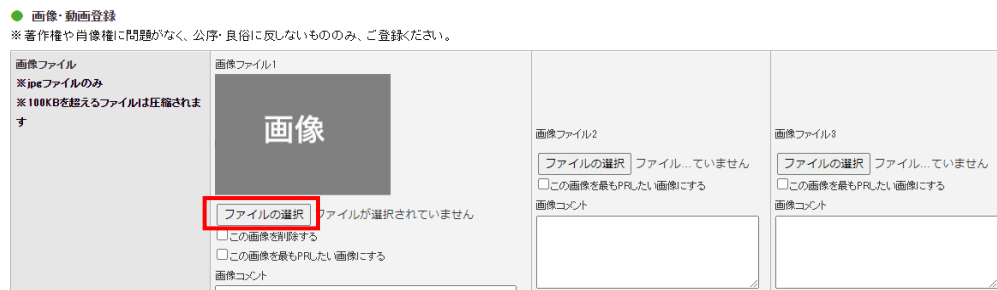 ● 画像・動画登録
※著作権や肖像権に問題がなく、公序・良俗に反しないもののみ、ご登録ください。
画像ファイル
※jpegファイルのみ
※100KBを超えるファイルは圧縮されま
す
画像ファイル1
画像
ファイルの選択 ファイルが選択されていません
この画像を削除する
この画像を最もPRしたい画像にする
画像コメント
画像ファイル2
ファイルの選択 ファイル...ていません
この画像を最もPRしたい画像にする
画像コメント
画像ファイル3
ファイルの選択 ファイル...ていません
この画像を最もPRしたい画像にする
画像コメント